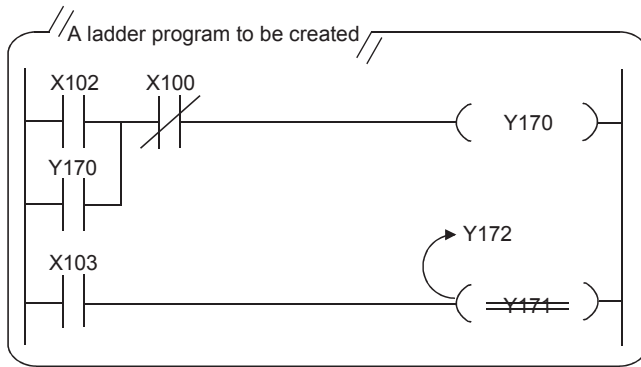 A ladder program to be created
X102 X100
Y170
Y170
Y172
X103
Y171